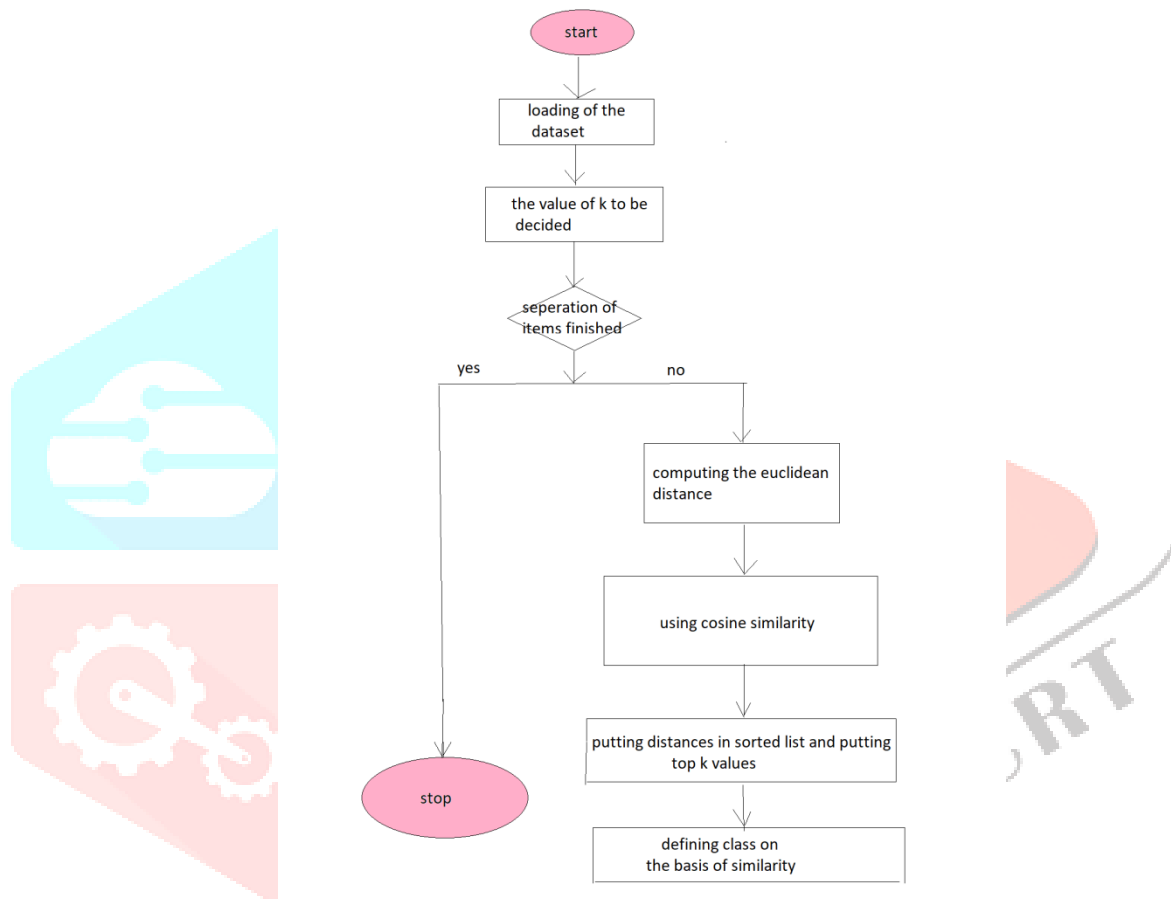 start
loading of the
dataset
the value of k to be
decided
seperation of
items finished
yes
no
computing the euclidean
distance
using cosine similarity
putting distances in sorted list and putting
top k values
stop
defining class on
the basis of similarity